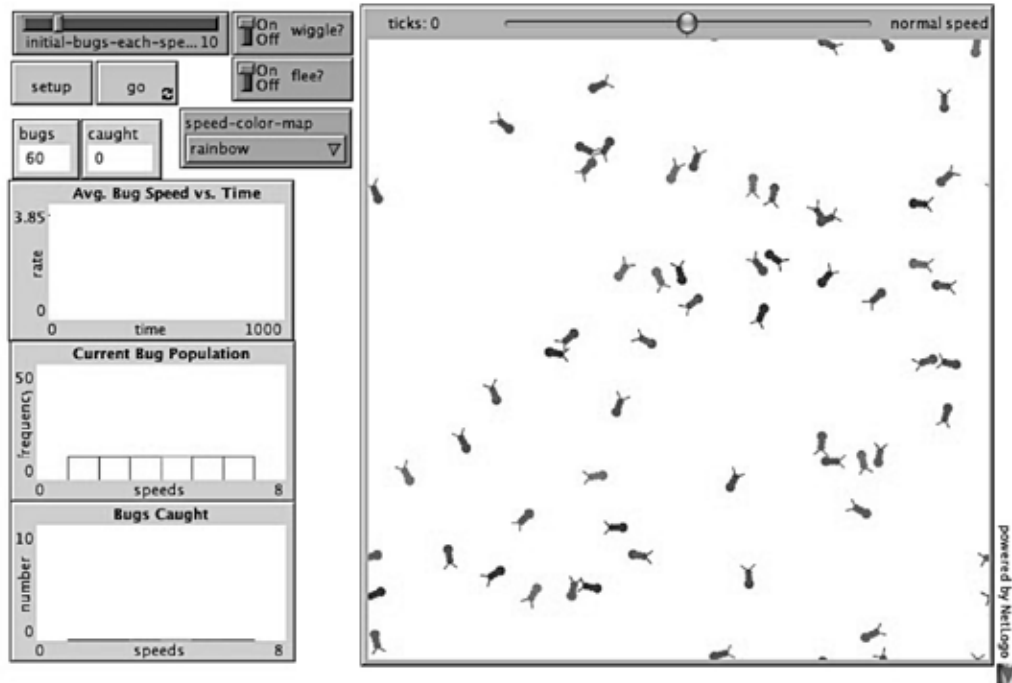 initial-bugs-each-spe... 10
On
Off
wiggle?
On
Off
flee?
setup
go
bugs
60
caught
0
speed-color-map
rainbow
Avg. Bug Speed vs. Time
3.85
rate
0
0
time
1000
Current Bug Population
50
frequency
0
0
speeds
8
Bugs Caught
10
number
0
0
speeds
8
ticks: 0
normal speed
powered by NetLogo